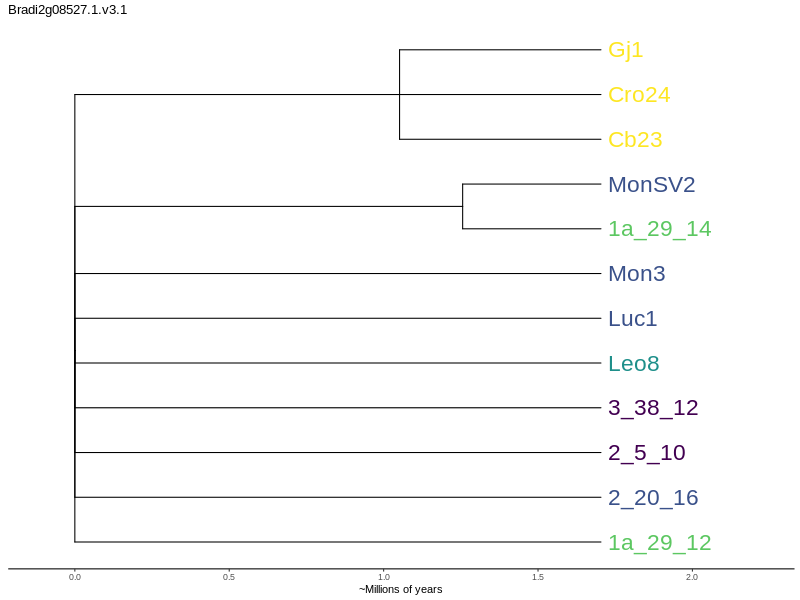 Bradi2g08527.1.v3.1
Gj1
Cro24
Cb23
MonSV2
1a_29_14
Mon3
Luc1
Leo8
3_38_12
2_5_10
2_20_16
1a_29_12
0.0 0.5 1.0 1.5 2.0
~Millions of years